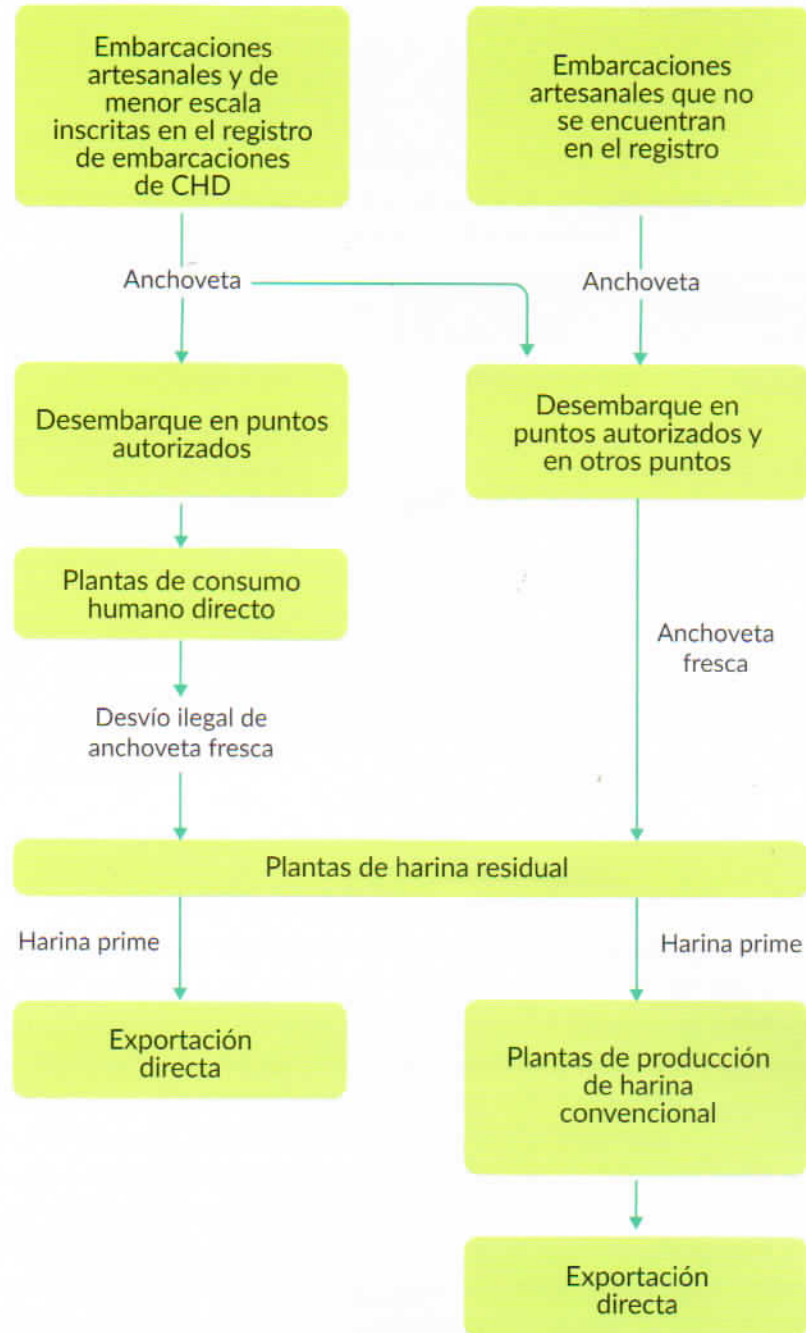 Embarcaciones
artesanales y de
menor escala
inscritas en el registro
de embarcaciones
de CHD
Embarcaciones
artesanales que no
se encuentran
en el registro
Anchoveta
Anchoveta
Desembarque en puntos
autorizados
Desembarque en
puntos autorizados y
en otros puntos
Plantas de consumo
humano directo
Anchoveta
fresca
Desvío ilegal de
anchoveta fresca
Plantas de harina residual
Harina prime
Harina prime
Exportación
directa
Plantas de producción
de harina
convencional
Exportación
directa